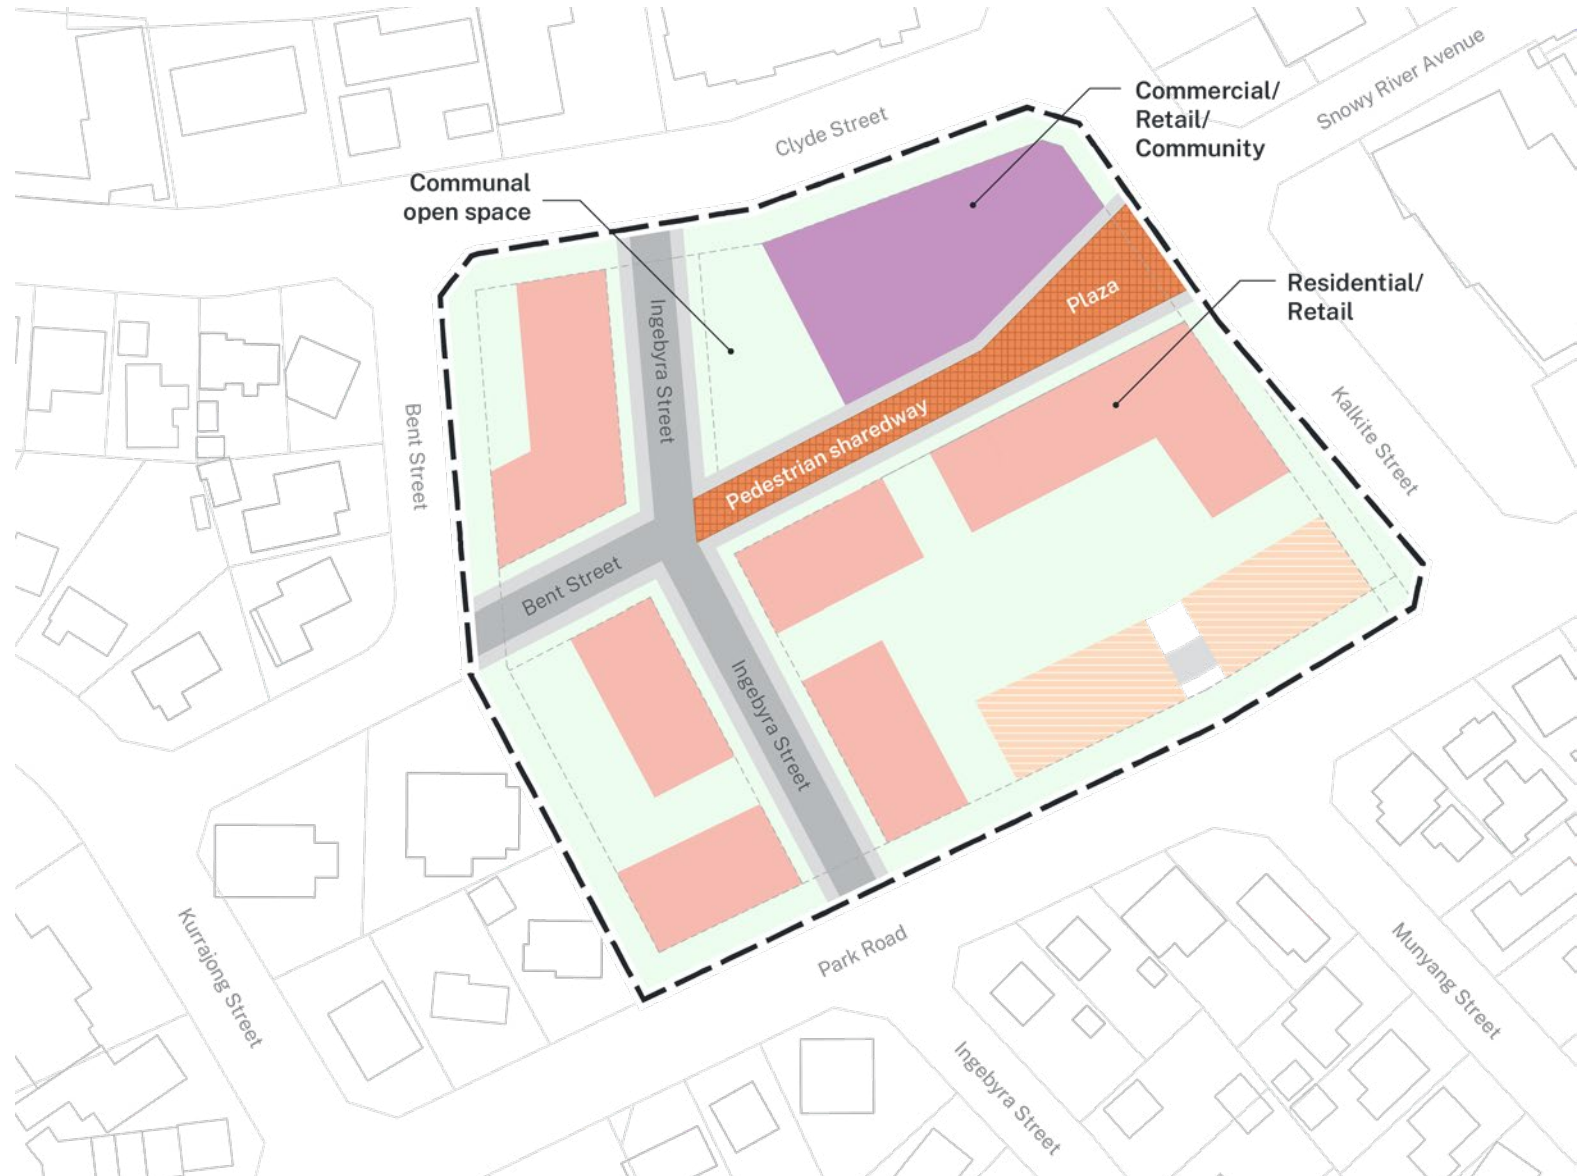 Snowy River Avenue
Clyde Street
Commercial/
Retail/
Community
Communal
open space
Plaza
Residential/
Retail
Ingebyra Street
Bent Street
Pedestrian sharedway
Kalkite Street
Bent Street
Ingebyra Street
Kurrajong Street
Park Road
Munyang Street
Ingebyra Street